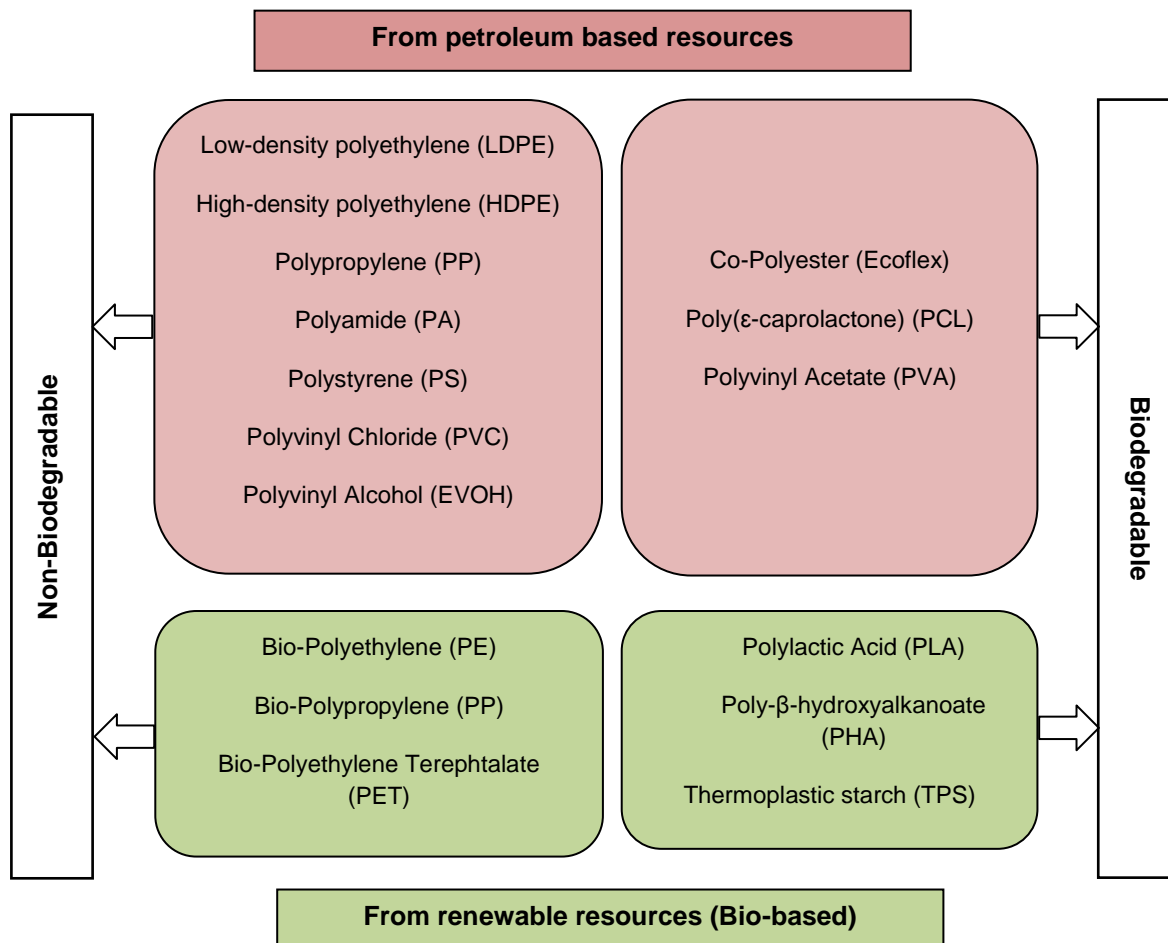 From petroleum based resources
Non-Biodegradable
Low-density polyethylene (LDPE)
High-density polyethylene (HDPE)
Polypropylene (PP)
Polyamide (PA)
Polystyrene (PS)
Polyvinyl Chloride (PVC)
Polyvinyl Alcohol (EVOH)
Co-Polyester (Ecoflex)
Poly(ε-caprolactone) (PCL)
Polyvinyl Acetate (PVA)
Biodegradable
Bio-Polyethylene (PE)
Bio-Polypropylene (PP)
Bio-Polyethylene Terephtalate
(PET)
Polylactic Acid (PLA)
Poly-β-hydroxyalkanoate
(PHA)
Thermoplastic starch (TPS)
From renewable resources (Bio-based)